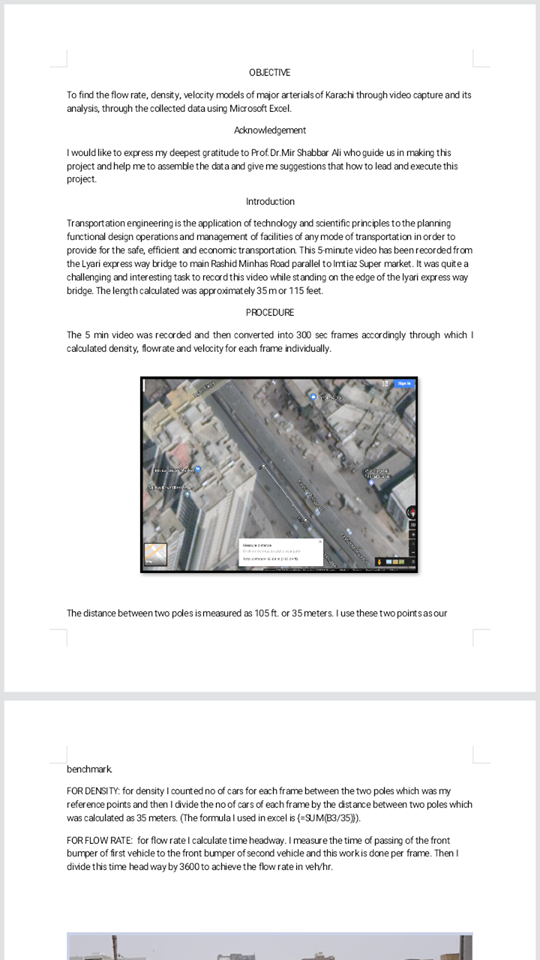 OBJECTIVE
To find the flow rate, density, velocity models of major arterials of Karachi through video capture and its
analysis, through the collected data using Microsoft Excel.
Acknowledgement
I would like to express my deepest gratitude to Prof.Dr.Mir Shabbar Ali who guide us in making this
project and help me to assemble the data and give me suggestions that how to lead and execute this
project.
Introduction
Transportation engineering is the application of technology and scientific principles to the planning
functional design operations and management of facilities of any mode of transportation in order to
provide for the safe, efficient and economic transportation. This 5-minute video has been recorded from
the Lyari express way bridge to main Rashid Minhas Road parallel to Imtiaz Super market. It was quite a
challenging and interesting task to record this video while standing on the edge of the lyari express way
bridge. The length calculated was approximately 35 m or 115 feet.
PROCEDURE
The 5 min video was recorded and then converted into 300 sec frames accordingly through which I
calculated density, flowrate and velocity for each frame individually.
Sign in
Measure distance
The distance between two poles is measured as 105 ft. or 35 meters. I use these two points as our
benchmark.
FOR DENSITY: for density I counted no of cars for each frame between the two poles which was my
reference points and then I divide the no of cars of each frame by the distance between two poles which
was calculated as 35 meters. (The formula I used in excel is {=SUM(B3/35)}).
FOR FLOW RATE: for flow rate I calculate time headway. I measure the time of passing of the front
bumper of first vehicle to the front bumper of second vehicle and this work is done per frame. Then I
divide this time head way by 3600 to achieve the flow rate in veh/hr.